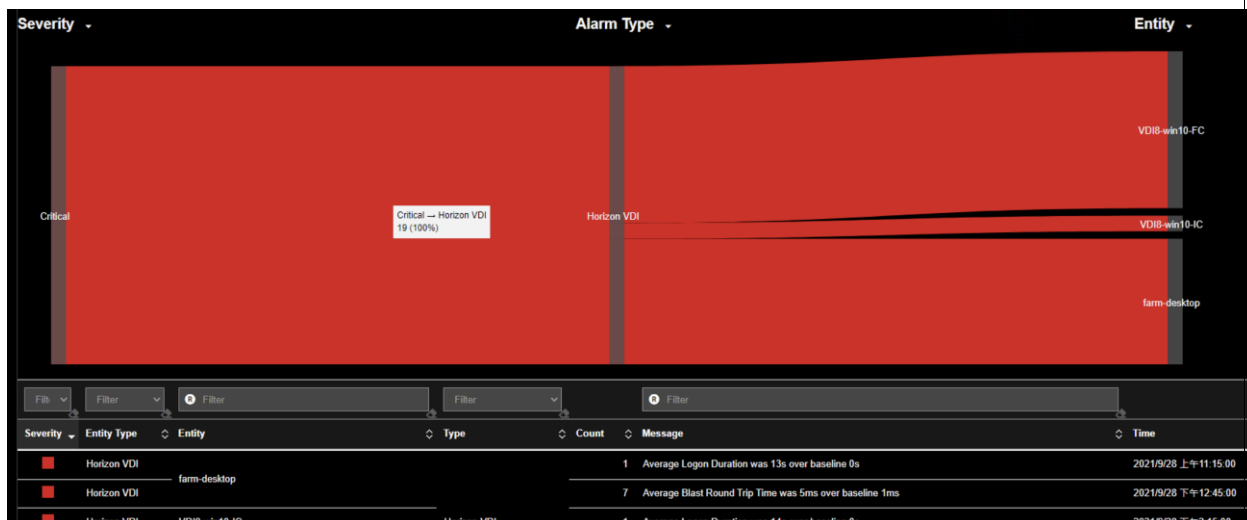 Severity Alarm Type Entity
VDI8-win10-FC
Critical Critical → Horizon VDI Horizon VDI
19 (100%)
VDI8-win10-IC
farm-desktop
Filter Filter Filter Filter
Severity Entity Type Entity Type Count Message Time
Horizon VDI 1 Average Logon Duration was 13s over baseline 0s 2021/9/28 上午11:15:00
farm-desktop
Horizon VDI 7 Average Blast Round Trip Time was 5ms over baseline 1ms 2021/9/28 下午12:45:00